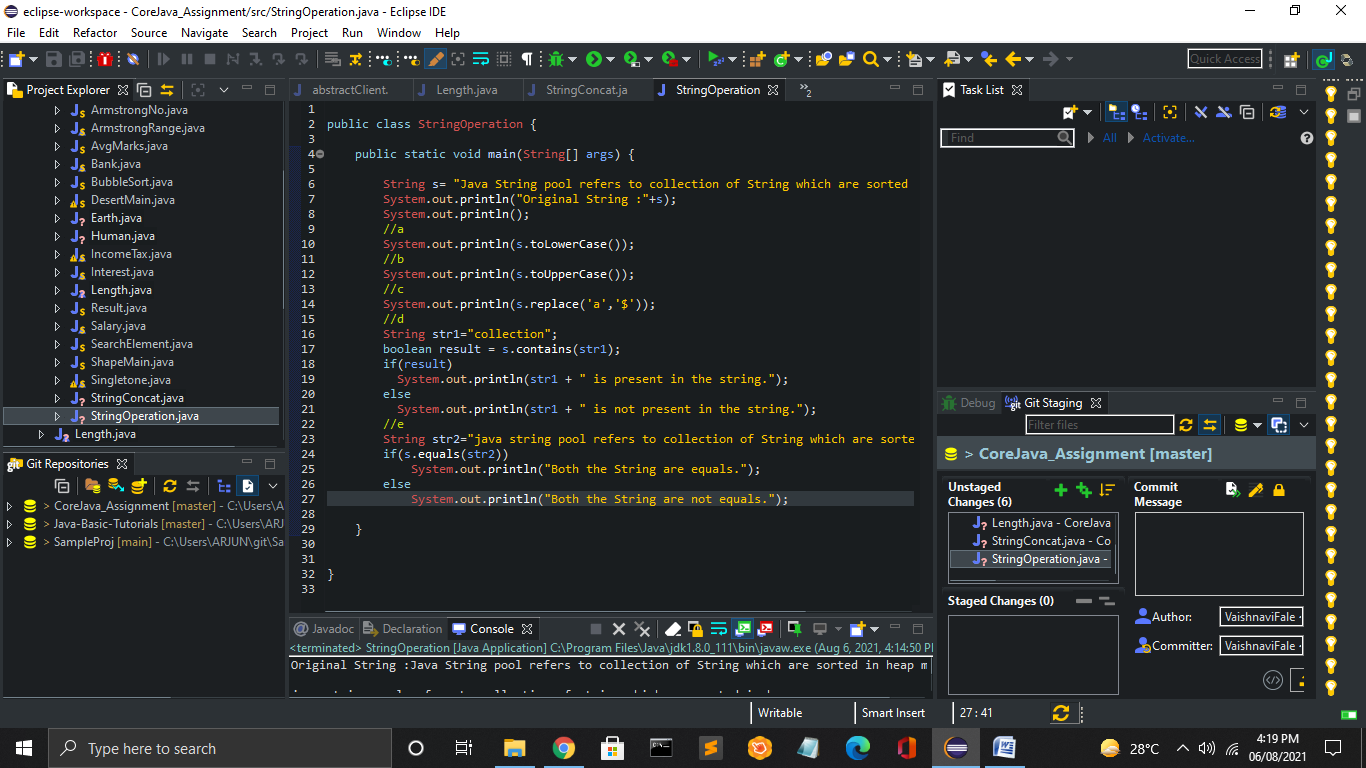 eclipse-workspace - CoreJava_Assignment/src/StringOperation.java - Eclipse IDE
File Edit Refactor Source Navigate Search Project Run Window Help
Quick Access
Project Explorer
ArmstrongNo.java
ArmstrongRange.java
AvgMarks.java
Bank.java
BubbleSort.java
DesertMain.java
Earth.java
Human.java
IncomeTax.java
Interest.java
Length.java
Result.java
Salary.java
SearchElement.java
ShapeMain.java
Singletone.java
StringConcat.java
StringOperation.java
Length.java
Git Repositories
> CoreJava_Assignment [master] - C:\Users\A
> Java-Basic-Tutorials [master] - C:\Users\ARJ
> SampleProj [main] - C:\Users\ARJUN\git\Sa
abstractClient. Length.java StringConcat.ja StringOperation »2
1
2 public class StringOperation {
3
4 public static void main(String[] args) {
5
6 String s= "Java String pool refers to collection of String which are sorted
7 System.out.println("Original String :"+s);
8 System.out.println();
9 //a
10 System.out.println(s.toLowerCase());
11 //b
12 System.out.println(s.toUpperCase());
13 //c
14 System.out.println(s.replace('a','$'));
15 //d
16 String str1="collection";
17 boolean result = s.contains(str1);
18 if(result)
19 System.out.println(str1 + " is present in the string.");
20 else
21 System.out.println(str1 + " is not present in the string.");
22 //e
23 String str2="java string pool refers to collection of String which are sorte
24 if(s.equals(str2))
25 System.out.println("Both the String are equals.");
26 else
27 System.out.println("Both the String are not equals.");
28
29 }
30
31
32 }
33
@ Javadoc Declaration Console
<terminated> StringOperation [Java Application] C:\Program Files\Java\jdk1.8.0_111\bin\javaw.exe (Aug 6, 2021, 4:14:50 P
Original String :Java String pool refers to collection of String which are sorted in heap m
Task List
Find All Activate...
Debug Git Staging
Filter files
> CoreJava_Assignment [master]
Unstaged Changes (6)
Length.java - CoreJava
StringConcat.java - Co
StringOperation.java -
Staged Changes (0)
Commit Message
Author: VaishnaviFale
Committer: VaishnaviFale
Writable Smart Insert 27 : 41
Type here to search
28°C
4:19 PM
06/08/2021